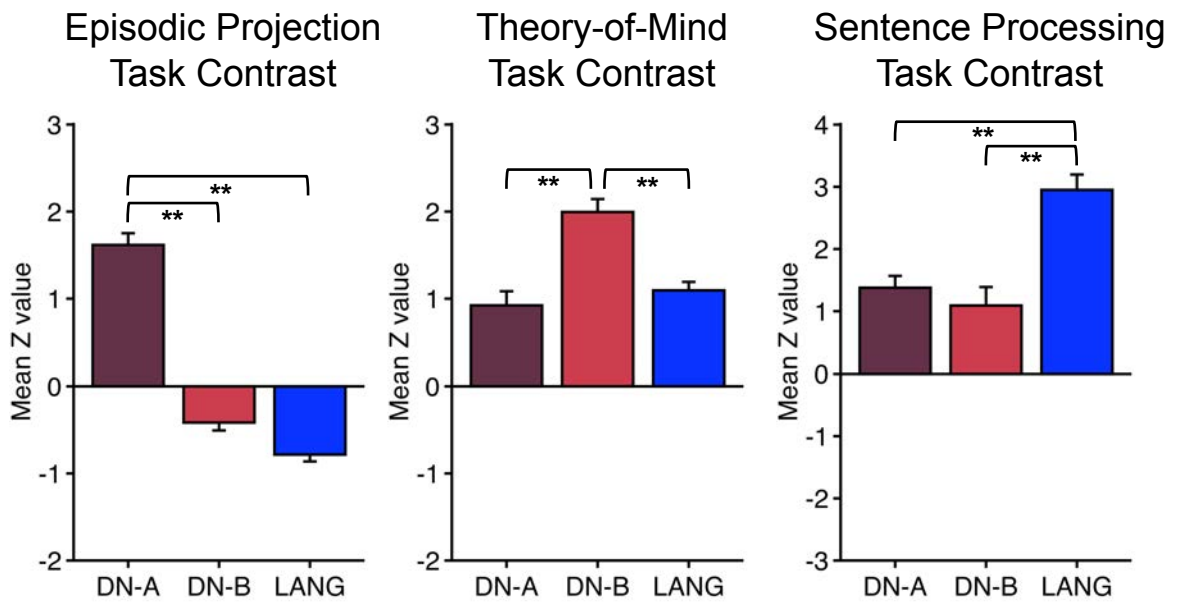 Episodic Projection
Task Contrast
Theory-of-Mind
Task Contrast
Sentence Processing
Task Contrast
Mean Z value
3
2
1
0
-1
-2
**
**
DN-A DN-B LANG
Mean Z value
3
2
1
0
-1
-2
** **
DN-A DN-B LANG
Mean Z value
4
3
2
1
0
-1
-2
-3
**
**
DN-A DN-B LANG